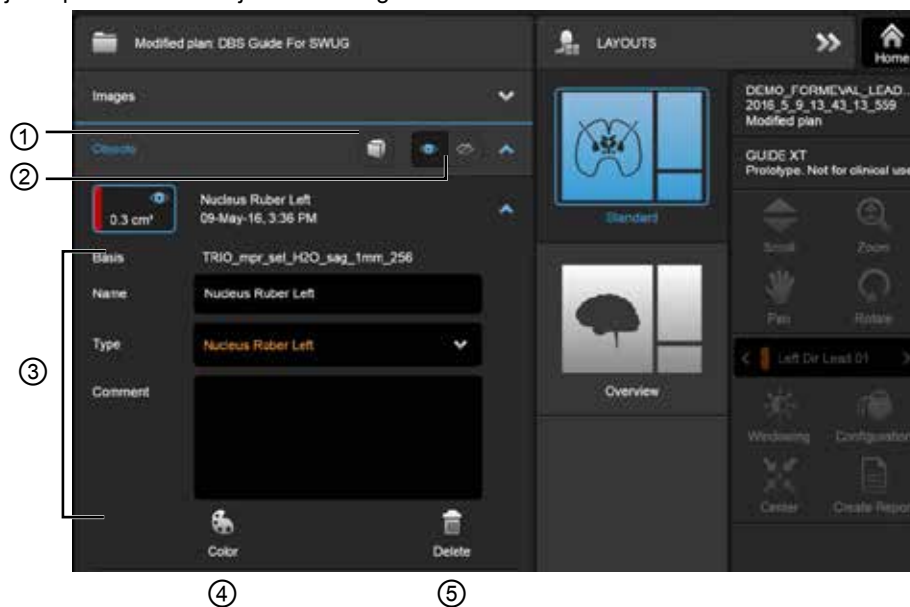 Modified plan: DBS Guide For SWUG
Images
Objects
0.3 cm³
Nucleus Ruber Left
09-May-16, 3:36 PM
Basis
TRIO_mpr_sel_H2O_sag_1mm_256
Name
Nucleus Ruber Left
Type
Nucleus Ruber Left
Comment
Color
Delete
LAYOUTS
Standard
Overview
Home
DEMO_FORMEVAL_LEAD...
2016_5_9_13_43_13_559
Modified plan
GUIDE XT
Prototype. Not for clinical use
Scroll
Zoom
Pan
Rotate
Left Dir Lead 01
Windowing
Configuration
Center
Create Report
①
②
③
④
⑤